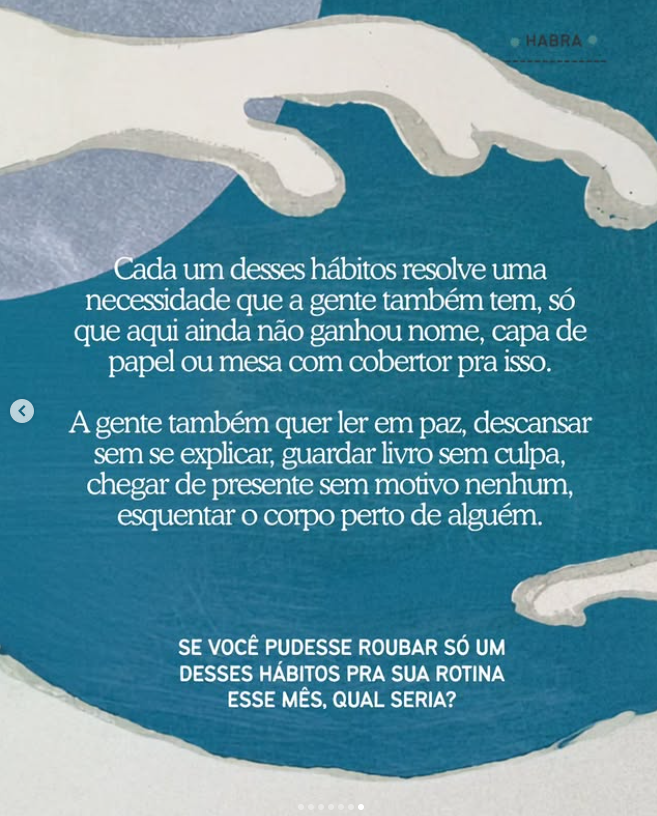 HABRA
Cada um desses hábitos resolve uma
necessidade que a gente também tem, só
que aqui ainda não ganhou nome, capa de
papel ou mesa com cobertor pra isso.
A gente também quer ler em paz, descansar
sem se explicar, guardar livro sem culpa,
chegar de presente sem motivo nenhum,
esquentar o corpo perto de alguém.
SE VOCÊ PUDESSE ROUBAR SÓ UM
DESSES HÁBITOS PRA SUA ROTINA
ESSE MÊS, QUAL SERIA?